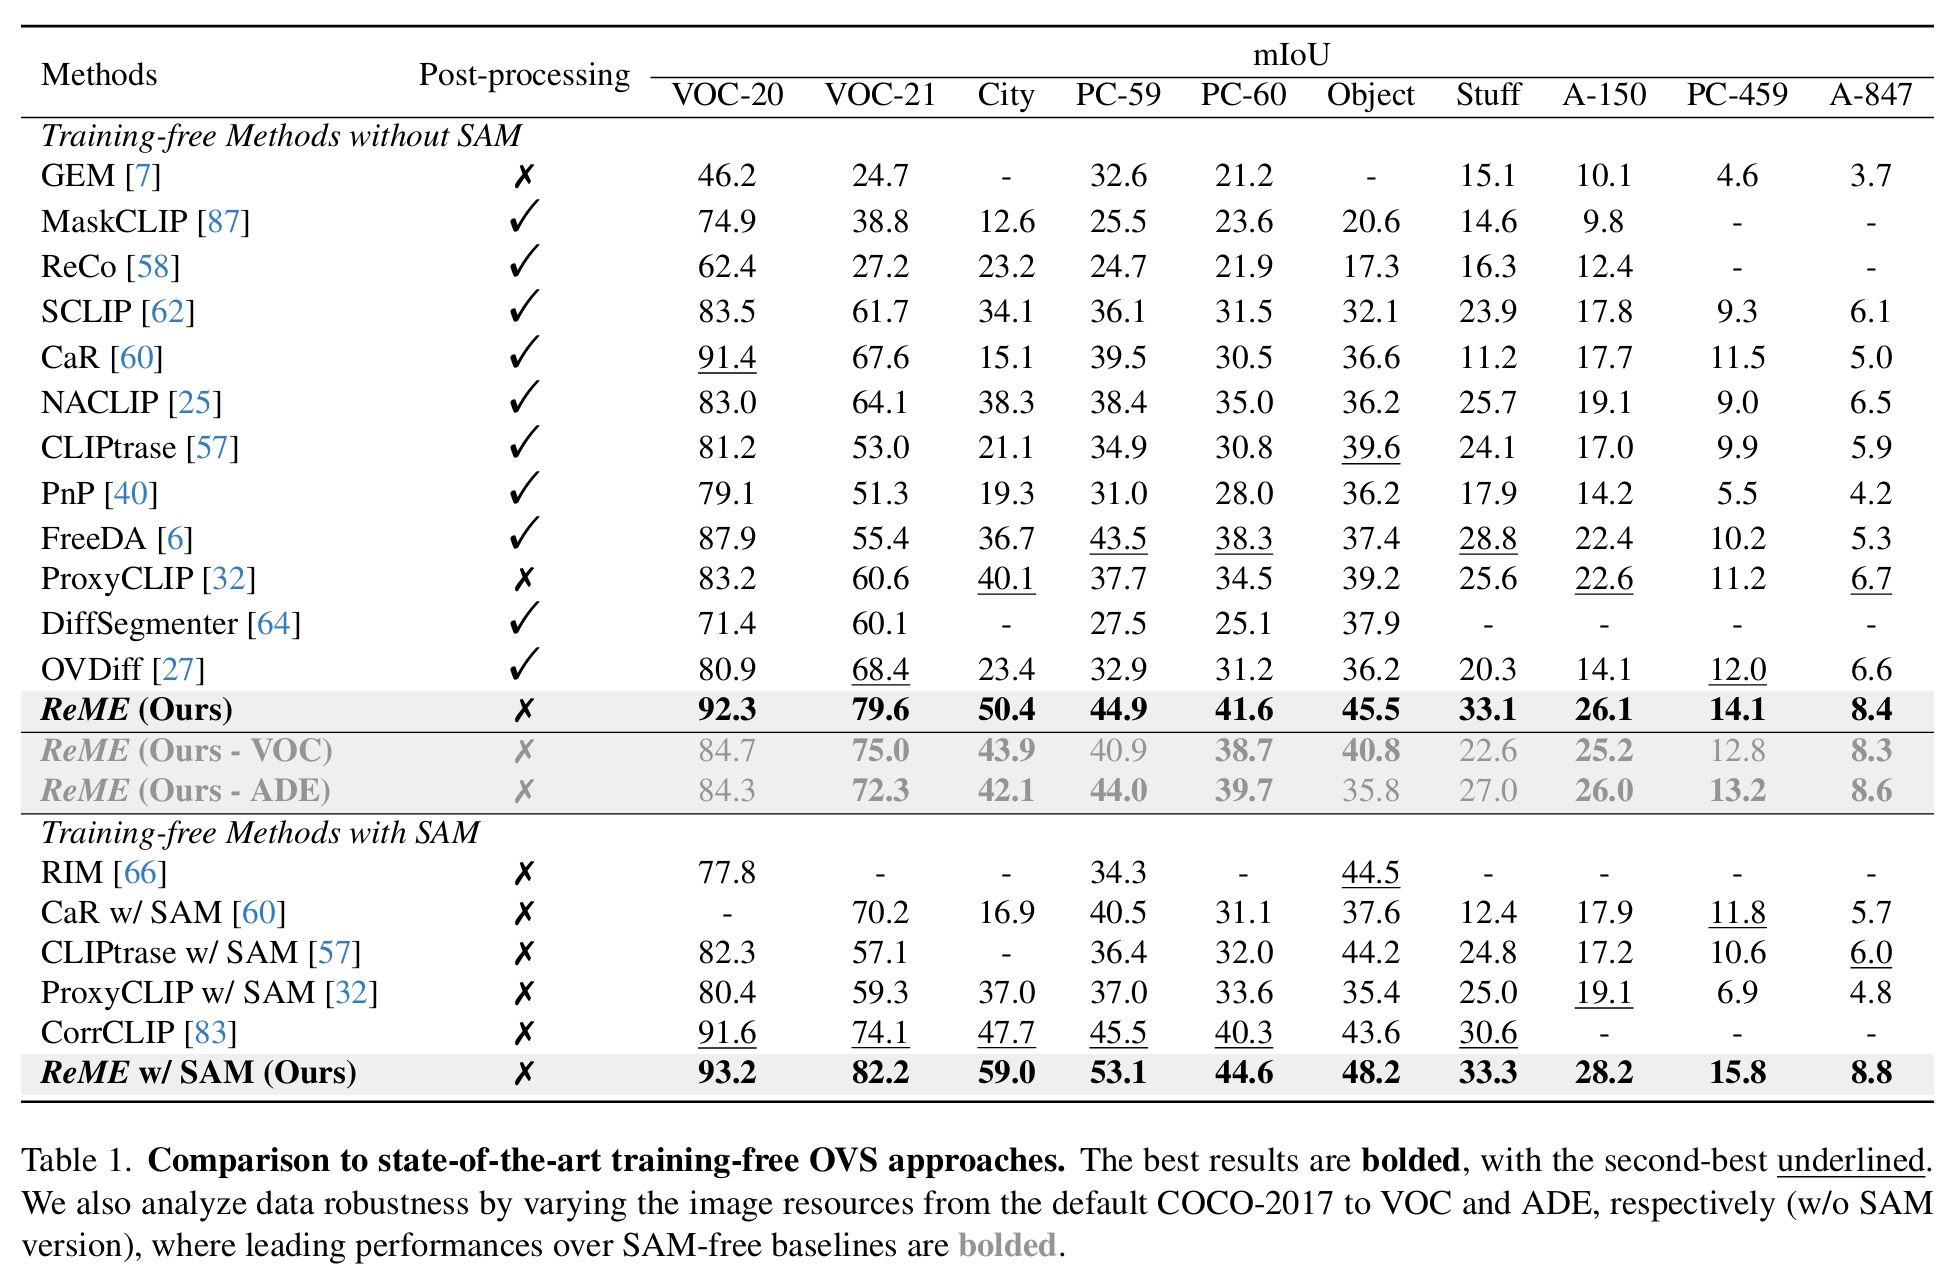 mIoU
Methods Post-processing VOC-20 VOC-21 City PC-59 PC-60 Object Stuff A-150 PC-459 A-847
Training-free Methods without SAM
GEM [7] ✗ 46.2 24.7 - 32.6 21.2 - 15.1 10.1 4.6 3.7
MaskCLIP [87] ✓ 74.9 38.8 12.6 25.5 23.6 20.6 14.6 9.8 - -
ReCo [58] ✓ 62.4 27.2 23.2 24.7 21.9 17.3 16.3 12.4 - -
SCLIP [62] ✓ 83.5 61.7 34.1 36.1 31.5 32.1 23.9 17.8 9.3 6.1
CaR [60] ✓ 91.4 67.6 15.1 39.5 30.5 36.6 11.2 17.7 11.5 5.0
NACLIP [25] ✓ 83.0 64.1 38.3 38.4 35.0 36.2 25.7 19.1 9.0 6.5
CLIPtrase [57] ✓ 81.2 53.0 21.1 34.9 30.8 39.6 24.1 17.0 9.9 5.9
PnP [40] ✓ 79.1 51.3 19.3 31.0 28.0 36.2 17.9 14.2 5.5 4.2
FreeDA [6] ✓ 87.9 55.4 36.7 43.5 38.3 37.4 28.8 22.4 10.2 5.3
ProxyCLIP [32] ✗ 83.2 60.6 40.1 37.7 34.5 39.2 25.6 22.6 11.2 6.7
DiffSegmenter [64] ✓ 71.4 60.1 - 27.5 25.1 37.9 - - - -
OVDiff [27] ✓ 80.9 68.4 23.4 32.9 31.2 36.2 20.3 14.1 12.0 6.6
ReME (Ours) ✗ 92.3 79.6 50.4 44.9 41.6 45.5 33.1 26.1 14.1 8.4
ReME (Ours - VOC) ✗ 84.7 75.0 43.9 40.9 38.7 40.8 22.6 25.2 12.8 8.3
ReME (Ours - ADE) ✗ 84.3 72.3 42.1 44.0 39.7 35.8 27.0 26.0 13.2 8.6
Training-free Methods with SAM
RIM [66] ✗ 77.8 - - 34.3 - 44.5 - - - -
CaR w/ SAM [60] ✗ - 70.2 16.9 40.5 31.1 37.6 12.4 17.9 11.8 5.7
CLIPtrase w/ SAM [57] ✗ 82.3 57.1 - 36.4 32.0 44.2 24.8 17.2 10.6 6.0
ProxyCLIP w/ SAM [32] ✗ 80.4 59.3 37.0 37.0 33.6 35.4 25.0 19.1 6.9 4.8
CorrCLIP [83] ✗ 91.6 74.1 47.7 45.5 40.3 43.6 30.6 - - -
ReME w/ SAM (Ours) ✗ 93.2 82.2 59.0 53.1 44.6 48.2 33.3 28.2 15.8 8.8
Table 1. Comparison to state-of-the-art training-free OVS approaches. The best results are bolded, with the second-best underlined.
We also analyze data robustness by varying the image resources from the default COCO-2017 to VOC and ADE, respectively (w/o SAM
version), where leading performances over SAM-free baselines are bolded.